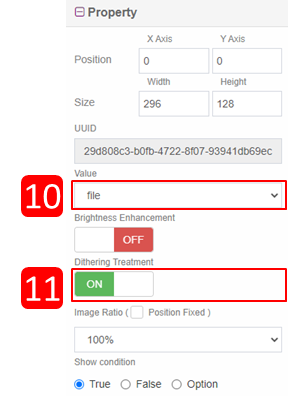 Property
X Axis Y Axis
Position 0 0
Width Height
Size 296 128
UUID
29d808c3-b0fb-4722-8f07-93941db69ec
Value
10 file
Brightness Enhancement
OFF
Dithering Treatment
11 ON
Image Ratio ( Position Fixed )
100%
Show condition
True False Option